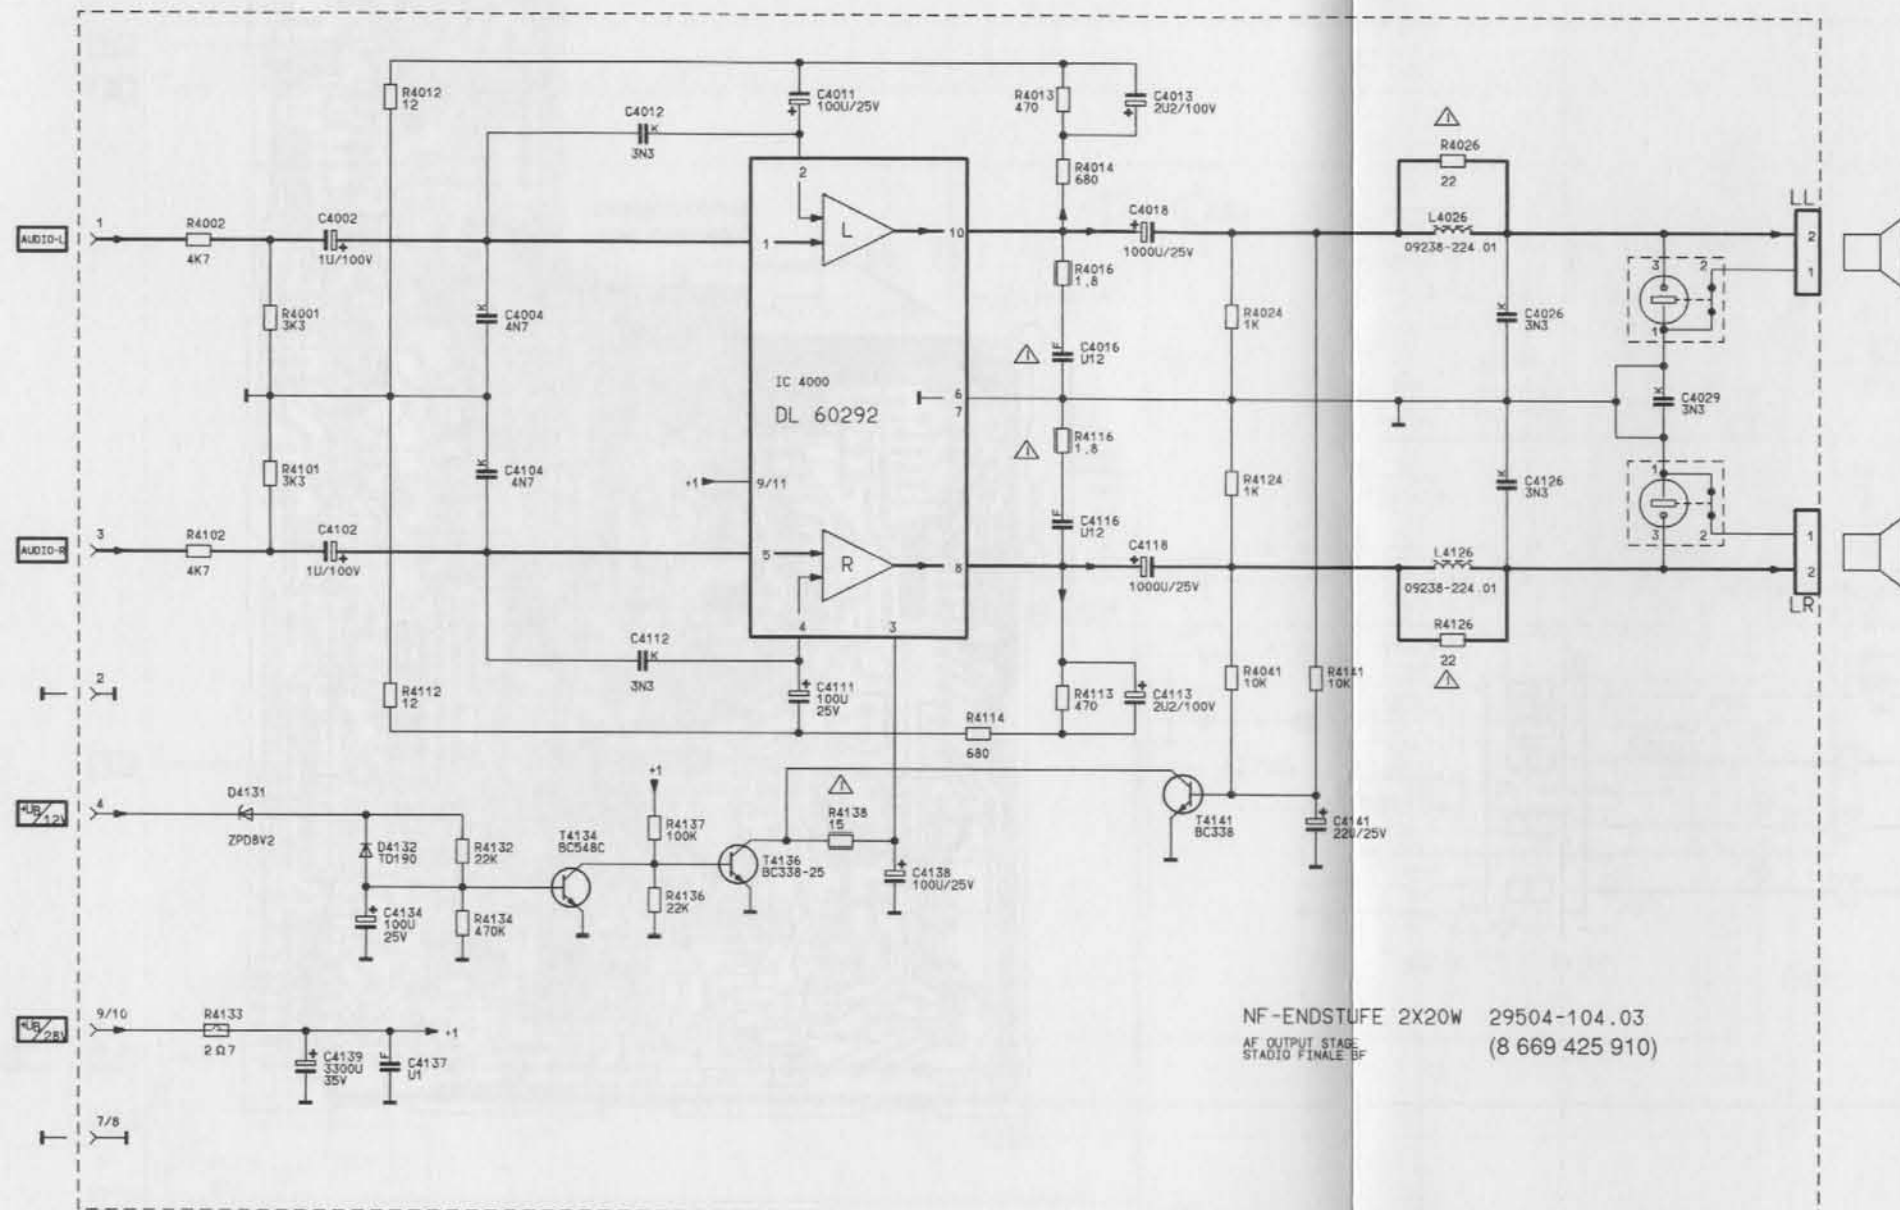 R4012
12
C4012
3N3
C4011
100U/25V
R4013
470
C4013
2U2/100V
R4014
680
R4026
22
LL
AUDIO-L
1
R4002
4K7
C4002
1U/100V
2
L
1
10
C4018
1000U/25V
L4026
09238-224.01
2
1
3
2
1
R4016
1,8
R4001
3K3
C4004
4N7
R4024
1K
C4026
3N3
C4016
U12
IC 4000
DL 60292
6
7
C4029
3N3
R4116
1,8
R4101
3K3
C4104
4N7
+1
9/11
R4124
1K
C4126
3N3
1
3
2
C4116
U12
AUDIO-R
3
R4102
4K7
C4102
1U/100V
5
R
8
C4118
1000U/25V
L4126
09238-224.01
1
2
LR
4
3
R4126
22
C4112
3N3
2
R4112
12
C4111
100U
25V
R4113
470
C4113
2U2/100V
R4041
10K
R4141
10K
R4114
680
+UB/12V
4
D4131
ZPD8V2
D4132
TD190
R4132
22K
T4134
BC548C
+1
R4137
100K
T4136
BC338-25
R4138
15
T4141
BC338
C4141
22U/25V
C4134
100U
25V
R4134
470K
R4136
22K
C4138
100U/25V
+UB/28V
9/10
R4133
2Ω7
+1
C4139
3300U
35V
C4137
U1
NF-ENDSTUFE 2X20W 29504-104.03
AF OUTPUT STAGE
STADIO FINALE BF
(8 669 425 910)
7/8